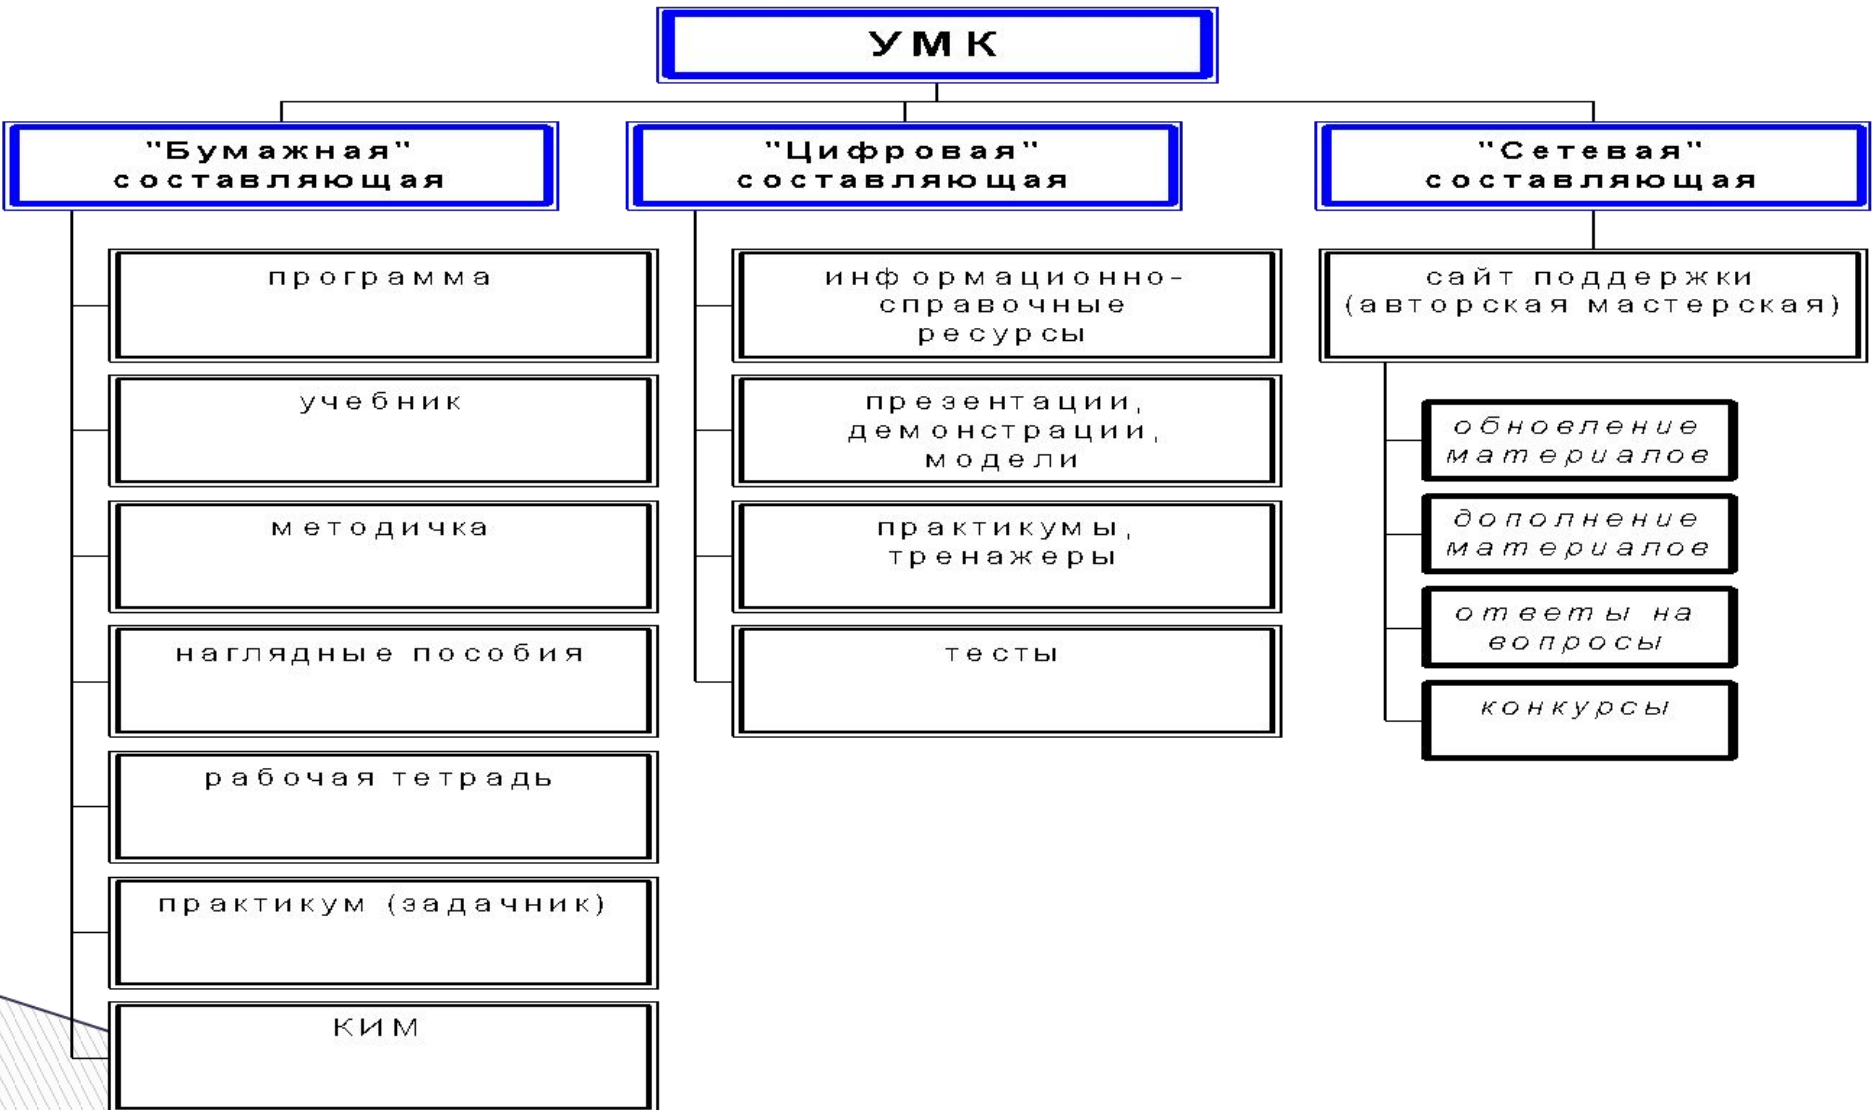 УМК
"Бумажная"
составляющая
программа
учебник
методичка
наглядные пособия
рабочая тетрадь
практикум (задачник)
КИМ
"Цифровая"
составляющая
информационно-
справочные
ресурсы
презентации,
демонстрации,
модели
практикумы,
тренажеры
тесты
"Сетевая"
составляющая
сайт поддержки
(авторская мастерская)
обновление
материалов
дополнение
материалов
ответы на
вопросы
конкурсы